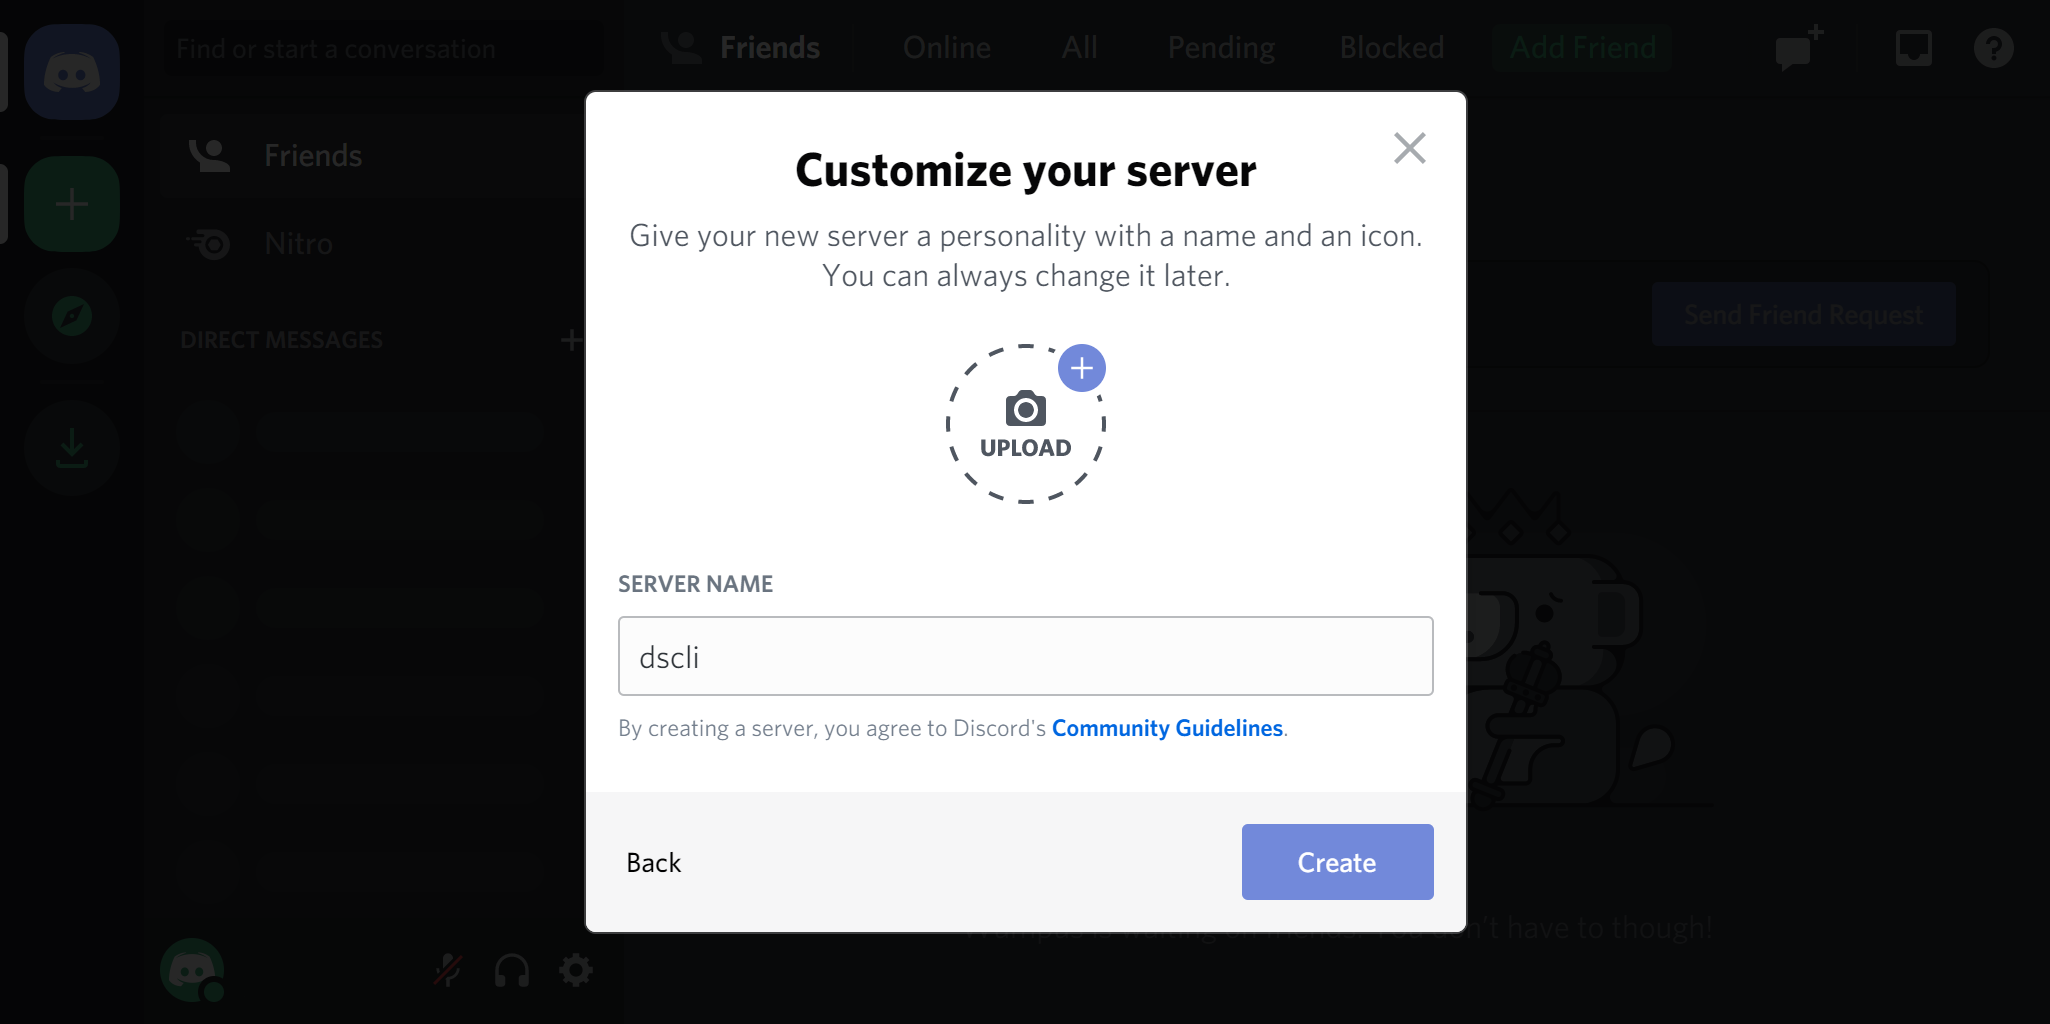 Find or start a conversation
Friends
Online
All
Pending
Blocked
Add Friend
Friends
Nitro
DIRECT MESSAGES
Customize your server
Give your new server a personality with a name and an icon.
You can always change it later.
UPLOAD
Send Friend Request
SERVER NAME
dscli
By creating a server, you agree to Discord's Community Guidelines.
Back
Create
have to though!